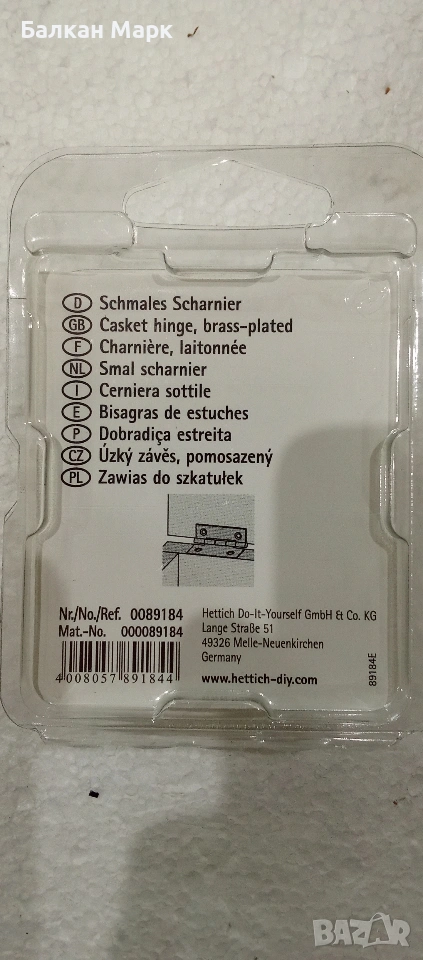 Балкан Марк
D Schmales Scharnier
GB Casket hinge, brass-plated
F Charnière, laitonnée
NL Smal scharnier
I Cerniera sottile
E Bisagras de estuches
P Dobradiça estreita
CZ Úzký závěs, pomosazený
PL Zawias do szkatułek
Nr./No./Ref. 0089184
Mat.-No. 000089184
4 008057 891844
Hettich Do-It-Yourself GmbH & Co. KG
Lange Straße 51
49326 Melle-Neuenkirchen
Germany
www.hettich-diy.com
89184E
BAZAR